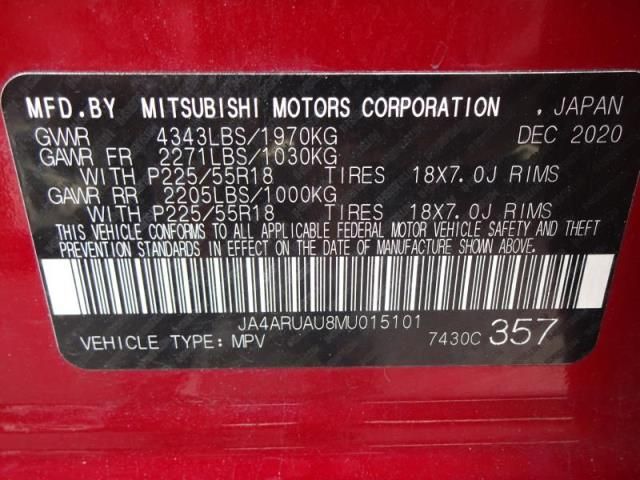 MFD.BY MITSUBISHI MOTORS CORPORATION , JAPAN
GVWR 4343LBS/1970KG DEC 2020
GAWR FR 2271LBS/1030KG
WITH P225/55R18 TIRES 18X7.0J RIMS
GAWR RR 2205LBS/1000KG
WITH P225/55R18 TIRES 18X7.0J RIMS
THIS VEHICLE CONFORMS TO ALL APPLICABLE FEDERAL MOTOR VEHICLE SAFETY AND THEFT
PREVENTION STANDARDS IN EFFECT ON THE DATE OF MANUFACTURE SHOWN ABOVE.
JA4ARUAU8MU015101
VEHICLE TYPE: MPV 7430C 357